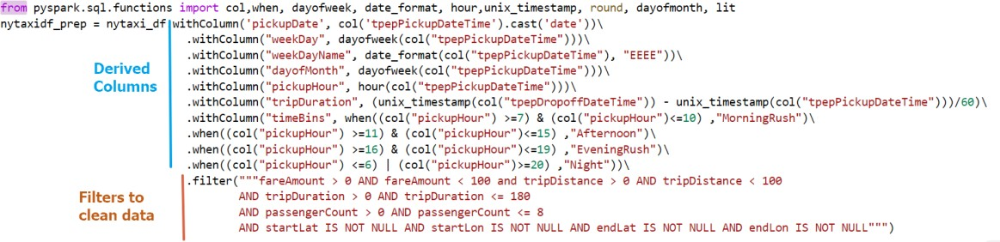 from pyspark.sql.functions import col,when, dayofweek, date_format, hour,unix_timestamp, round, dayofmonth, lit
nytaxidf_prep = nytaxi_df.withColumn('pickupDate', col('tpepPickupDateTime').cast('date'))\
.withColumn("weekDay", dayofweek(col("tpepPickupDateTime")))\
.withColumn("weekDayName", date_format(col("tpepPickupDateTime"), "EEEE"))\
.withColumn("dayofMonth", dayofweek(col("tpepPickupDateTime")))\
.withColumn("pickupHour", hour(col("tpepPickupDateTime")))\
.withColumn("tripDuration", (unix_timestamp(col("tpepDropoffDateTime")) - unix_timestamp(col("tpepPickupDateTime")))/60)\
.withColumn("timeBins", when((col("pickupHour") >=7) & (col("pickupHour")<=10) ,"MorningRush")\
.when((col("pickupHour") >=11) & (col("pickupHour")<=15) ,"Afternoon")\
.when((col("pickupHour") >=16) & (col("pickupHour")<=19) ,"EveningRush")\
.when((col("pickupHour") <=6) | (col("pickupHour")>=20) ,"Night"))\
.filter("""fareAmount > 0 AND fareAmount < 100 and tripDistance > 0 AND tripDistance < 100
AND tripDuration > 0 AND tripDuration <= 180
AND passengerCount > 0 AND passengerCount <= 8
AND startLat IS NOT NULL AND startLon IS NOT NULL AND endLat IS NOT NULL AND endLon IS NOT NULL""")
Derived
Columns
Filters to
clean data